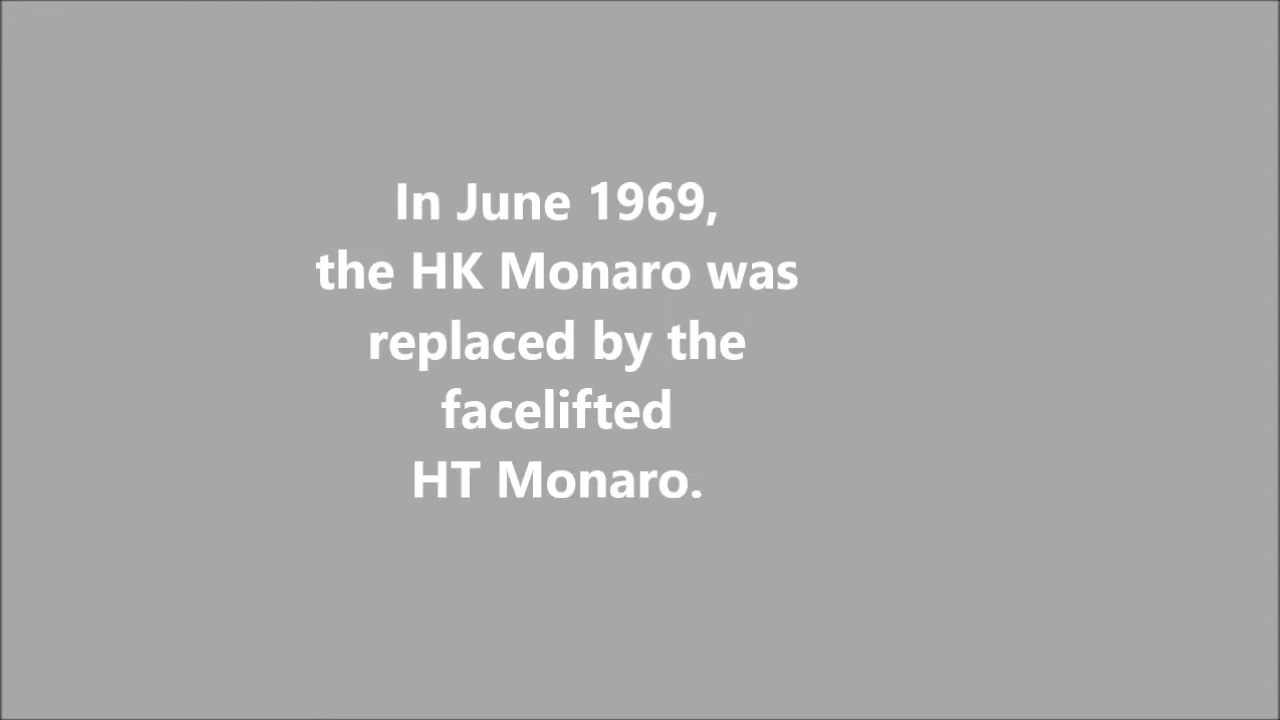 In June 1969,
the HK Monaro was
replaced by the
facelifted
HT Monaro.